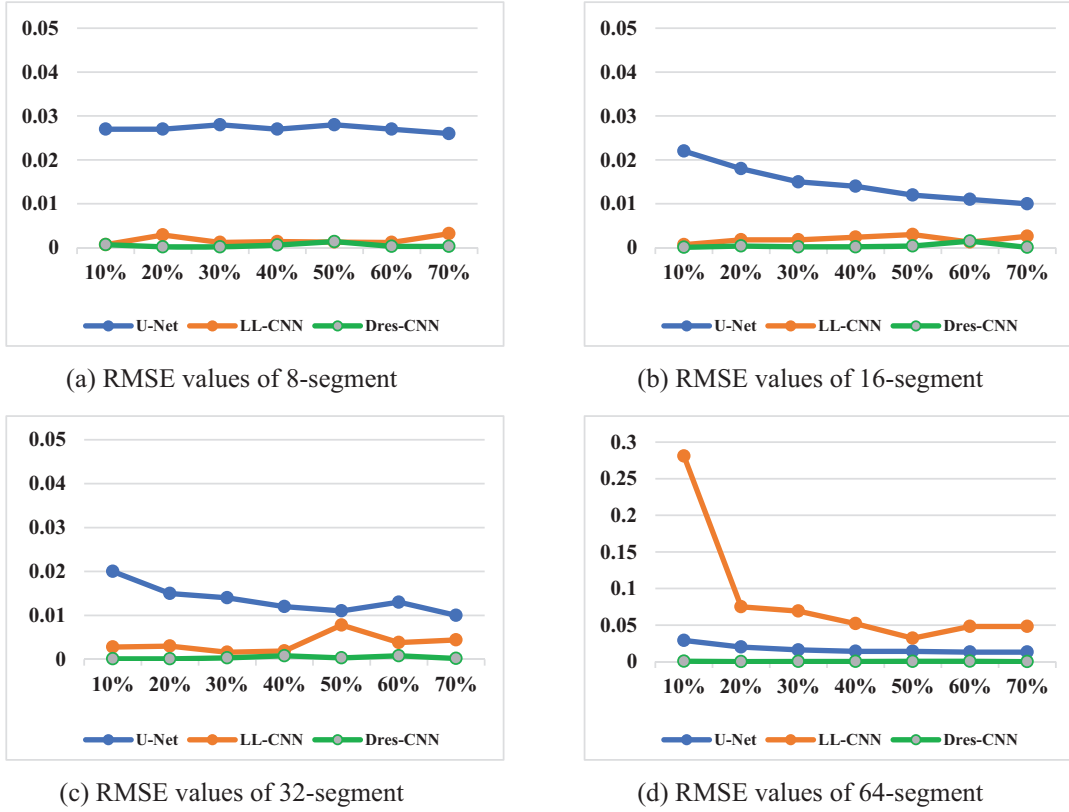 0.05
0.04
0.03
0.02
0.01
0
10% 20% 30% 40% 50% 60% 70%
U-Net LL-CNN Dres-CNN
(a) RMSE values of 8-segment
0.05
0.04
0.03
0.02
0.01
0
10% 20% 30% 40% 50% 60% 70%
U-Net LL-CNN Dres-CNN
(b) RMSE values of 16-segment
0.05
0.04
0.03
0.02
0.01
0
10% 20% 30% 40% 50% 60% 70%
U-Net LL-CNN Dres-CNN
(c) RMSE values of 32-segment
0.3
0.25
0.2
0.15
0.1
0.05
0
10% 20% 30% 40% 50% 60% 70%
U-Net LL-CNN Dres-CNN
(d) RMSE values of 64-segment